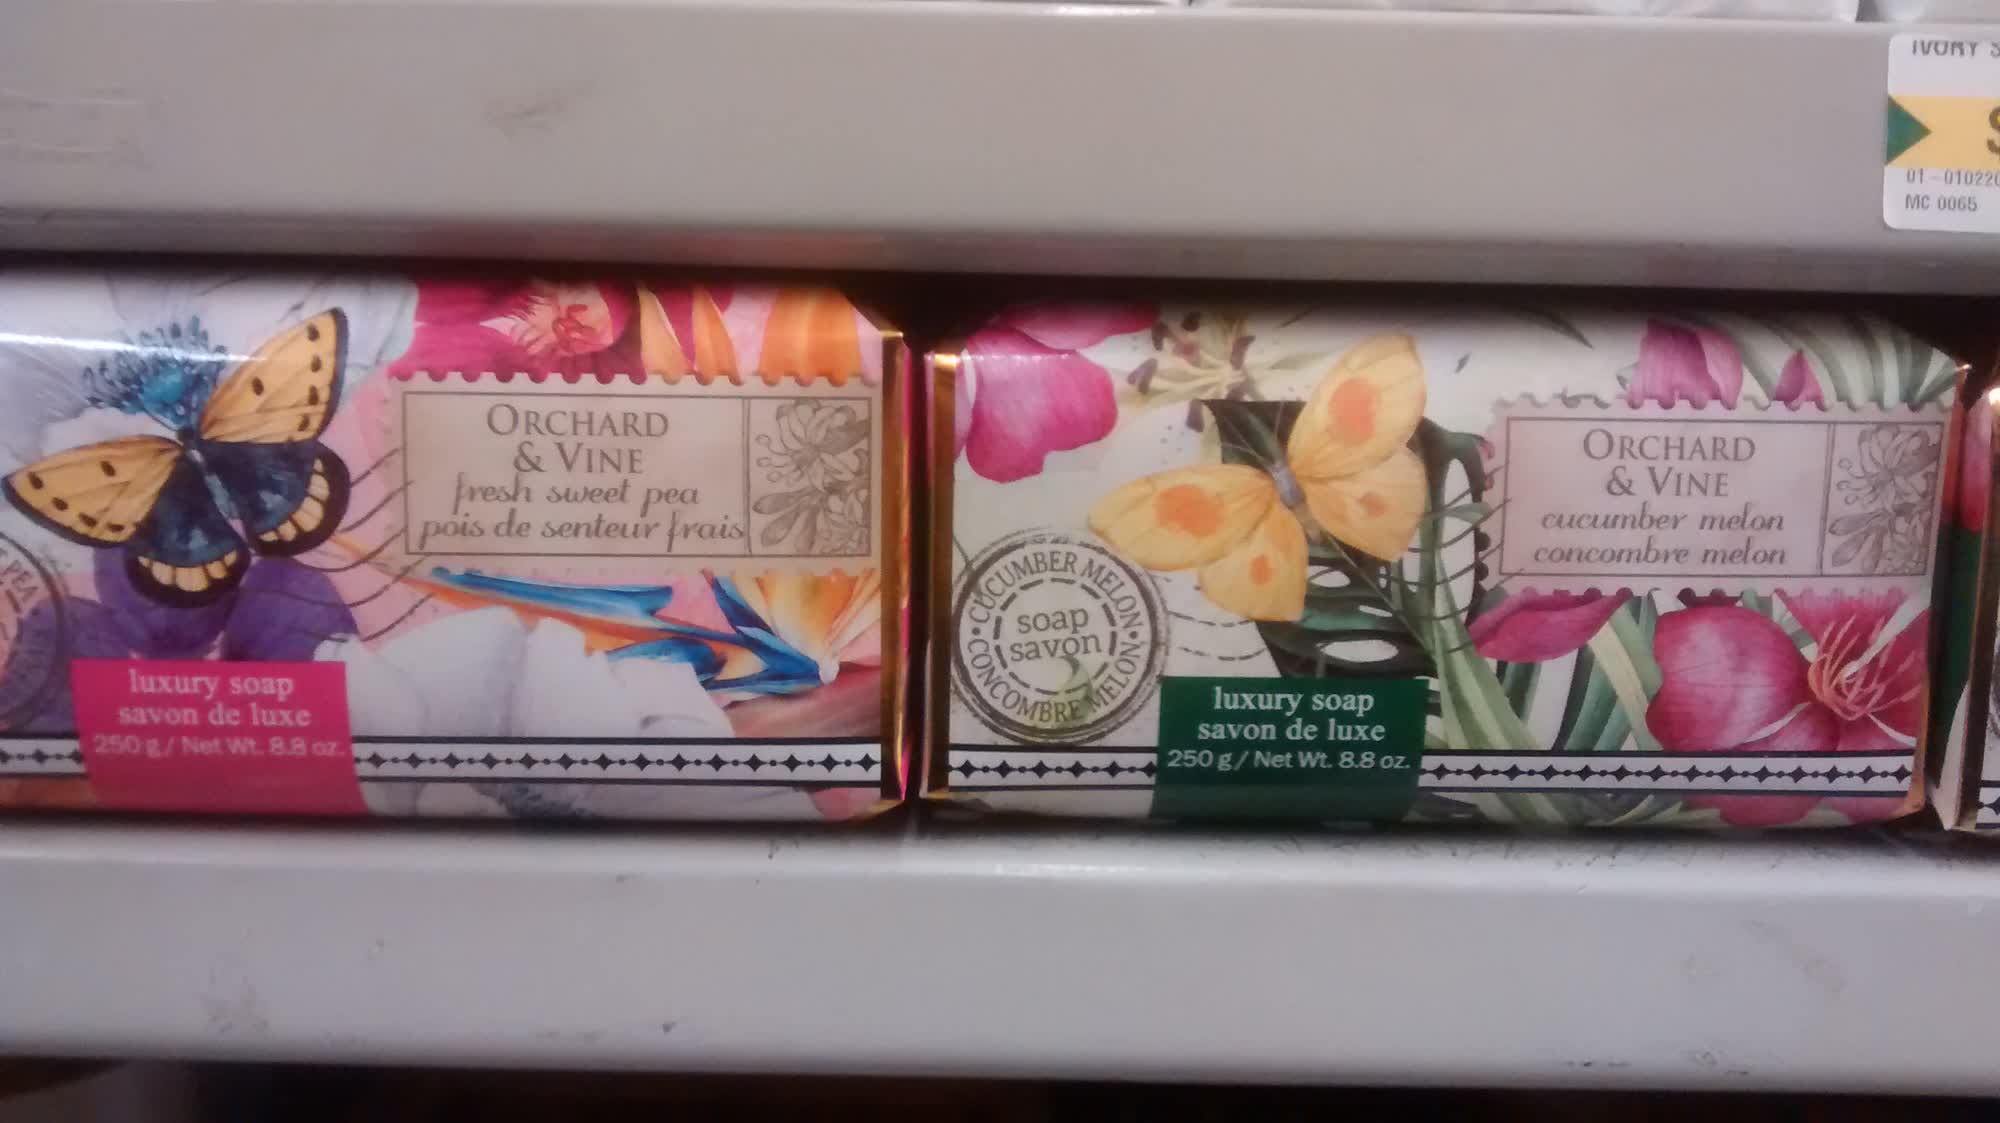 IVORY S
$
01-010220
MC 0065
ORCHARD
& VINE
fresh sweet pea
pois de senteur frais
PEA
luxury soap
savon de luxe
250 g / Net Wt. 8.8 oz.
ORCHARD
& VINE
cucumber melon
concombre melon
CUCUMBER MELON
soap
savon
CONCOMBRE MELON
luxury soap
savon de luxe
250 g / Net Wt. 8.8 oz.